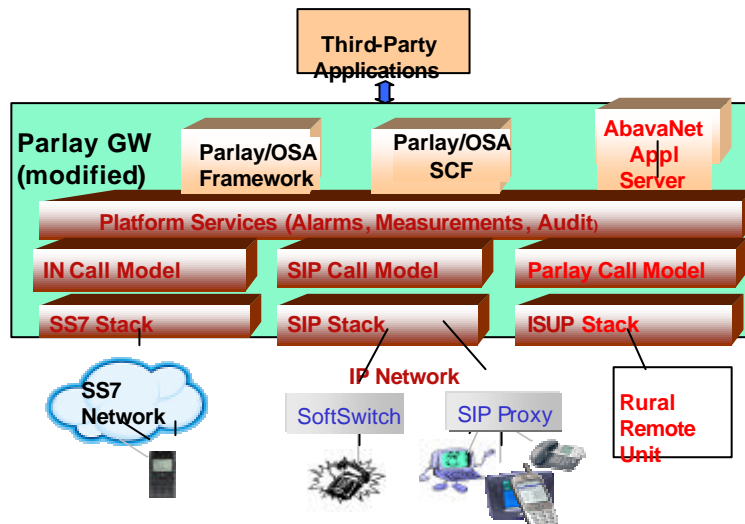 Third-Party
Applications
Parlay GW
(modified)
Parlay/OSA
Framework
Parlay/OSA
SCF
AbavaNet
Appl
Server
Platform Services (Alarms, Measurements, Audit)
IN Call Model
SIP Call Model
Parlay Call Model
SS7 Stack
SIP Stack
ISUP Stack
IP Network
SS7
Network
SoftSwitch
SIP Proxy
Rural
Remote
Unit